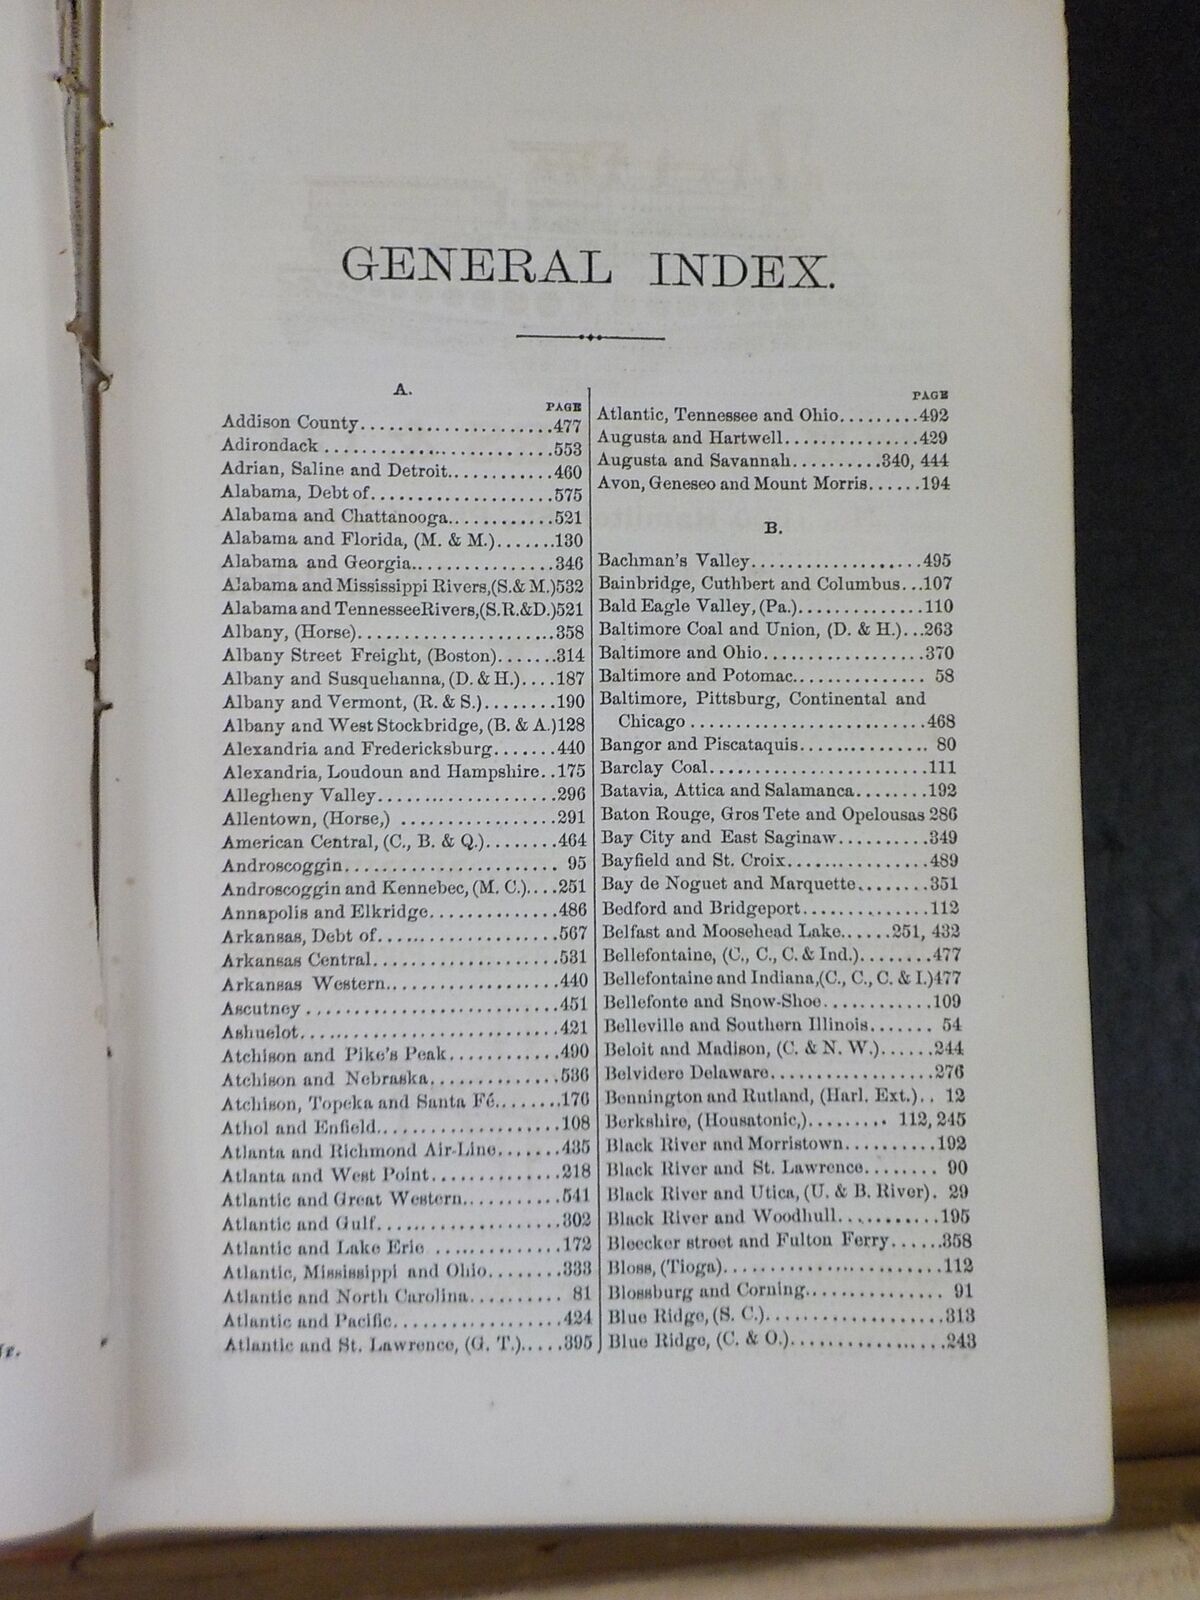 GENERAL INDEX.
A.
PAGE
Addison County.....................477
Adirondack.........................553
Adrian, Saline and Detroit...........460
Alabama, Debt of...................575
Alabama and Chattanooga...........521
Alabama and Florida, (M. & M.).......130
Alabama and Georgia................346
Alabama and Mississippi Rivers,(S.& M.)532
Alabama and Tennessee Rivers,(S.R.&D.)521
Albany, (Horse).....................358
Albany Street Freight, (Boston).......314
Albany and Susquehanna, (D. & H.)....187
Albany and Vermont, (R. & S.)........190
Albany and West Stockbridge, (B. & A.)128
Alexandria and Fredericksburg.......440
Alexandria, Loudoun and Hampshire..175
Allegheny Valley...................296
Allentown, (Horse,) .................291
American Central, (C., B. & Q.)........464
Androscoggin....................... 95
Androscoggin and Kennebec, (M. C.)....251
Annapolis and Elkridge..............486
Arkansas, Debt of...................567
Arkansas Central....................531
Arkansas Western...................440
Ascutney...........................451
Ashuelot............................421
Atchison and Pike's Peak............490
Atchison and Nebraska..............536
Atchison, Topeka and Santa Fé........176
Athol and Enfield....................108
Atlanta and Richmond Air-Line.......435
Atlanta and West Point..............218
Atlantic and Great Western...........541
Atlantic and Gulf....................302
Atlantic and Lake Erie ..............172
Atlantic, Mississippi and Ohio........333
Atlantic and North Carolina.......... 81
Atlantic and Pacific..................424
Atlantic and St. Lawrence, (G. T.).....395
PAGE
Atlantic, Tennessee and Ohio.........492
Augusta and Hartwell...............429
Augusta and Savannah..........340, 444
Avon, Geneseo and Mount Morris......194
B.
Bachman's Valley...................495
Bainbridge, Cuthbert and Columbus...107
Bald Eagle Valley, (Pa.)..............110
Baltimore Coal and Union, (D. & H.)...263
Baltimore and Ohio..................370
Baltimore and Potomac............... 58
Baltimore, Pittsburg, Continental and
Chicago ........................468
Bangor and Piscataquis.............. 80
Barclay Coal........................111
Batavia, Attica and Salamanca........192
Baton Rouge, Gros Tete and Opelousas 286
Bay City and East Saginaw..........349
Bayfield and St. Croix...............489
Bay de Noguet and Marquette........351
Bedford and Bridgeport..............112
Belfast and Moosehead Lake......251, 432
Bellefontaine, (C., C., C. & Ind.)........477
Bellefontaine and Indiana,(C., C., C. & I.)477
Bellefonte and Snow-Shoe............109
Belleville and Southern Illinois....... 54
Beloit and Madison, (C. & N. W.)......244
Belvidere Delaware..................276
Bennington and Rutland, (Harl. Ext.).. 12
Berkshire, (Housatonic,)......... 112, 245
Black River and Morristown..........192
Black River and St. Lawrence........ 90
Black River and Utica, (U. & B. River). 29
Black River and Woodhull...........195
Bleecker street and Fulton Ferry......358
Bloss, (Tioga)........................112
Blossburg and Corning............... 91
Blue Ridge, (S. C.)...................313
Blue Ridge, (C. & O.)................243